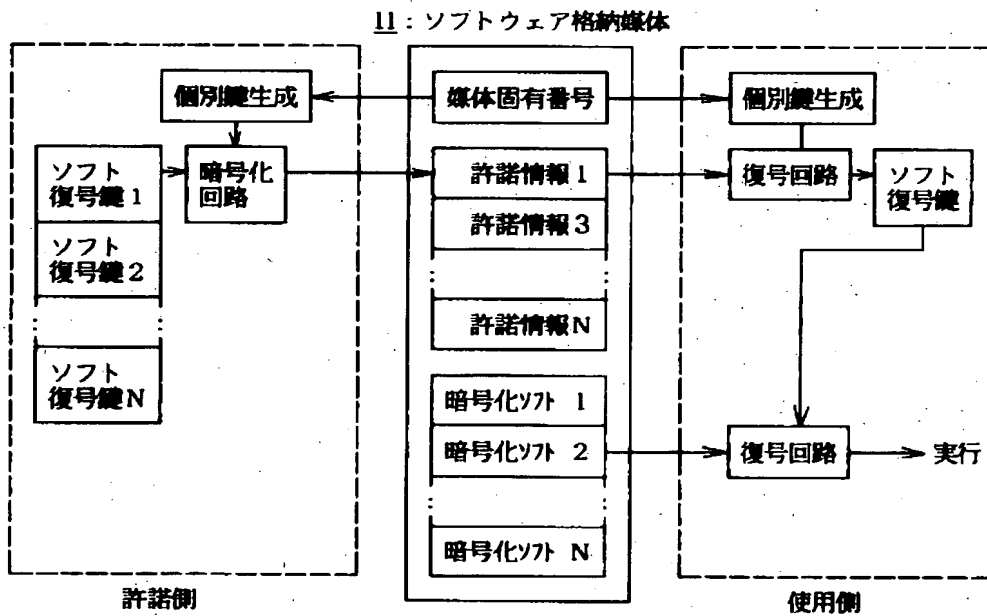 11：ソフトウェア格納媒体
個別鍵生成
ソフト
復号鍵1
暗号化
回路
ソフト
復号鍵2
ソフト
復号鍵N
許諾側
媒体固有番号
許諾情報1
許諾情報3
許諾情報N
暗号化ソフト 1
暗号化ソフト 2
暗号化ソフト N
個別鍵生成
復号回路
ソフト
復号鍵
復号回路
実行
使用側